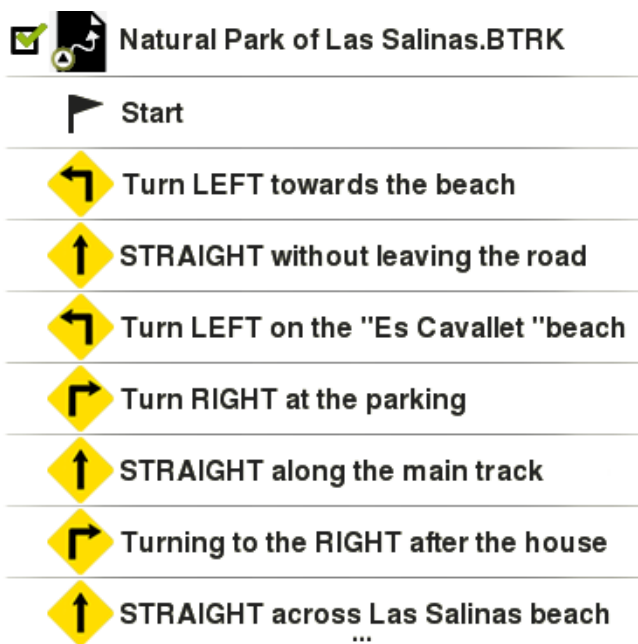 Natural Park of Las Salinas.BTRK
Start
Turn LEFT towards the beach
STRAIGHT without leaving the road
Turn LEFT on the "Es Cavallet "beach
Turn RIGHT at the parking
STRAIGHT along the main track
Turning to the RIGHT after the house
STRAIGHT across Las Salinas beach
...